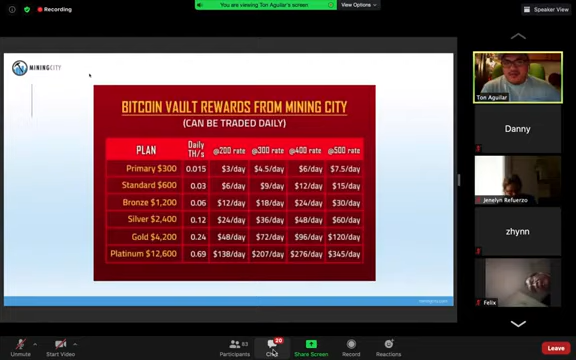 Recording
You are viewing Ton Aguilar's screen
View Options
Speaker View
MININGCITY
BITCOIN VAULT REWARDS FROM MINING CITY
(CAN BE TRADED DAILY)
PLAN Daily TH/s @200 rate @300 rate @400 rate @500 rate
Primary $300 0.015 $3/day $4.5/day $6/day $7.5/day
Standard $600 0.03 $6/day $9/day $12/day $15/day
Bronze $1,200 0.06 $12/day $18/day $24/day $30/day
Silver $2,400 0.12 $24/day $36/day $48/day $60/day
Gold $4,200 0.24 $48/day $72/day $96/day $120/day
Platinum $12,600 0.69 $138/day $207/day $276/day $345/day
Ton Aguilar
Danny
Jenelyn Refuerzo
zhynn
Felix
Unmute
Start Video
63
Participants
20
Chat
Share Screen
Record
Reactions
Leave